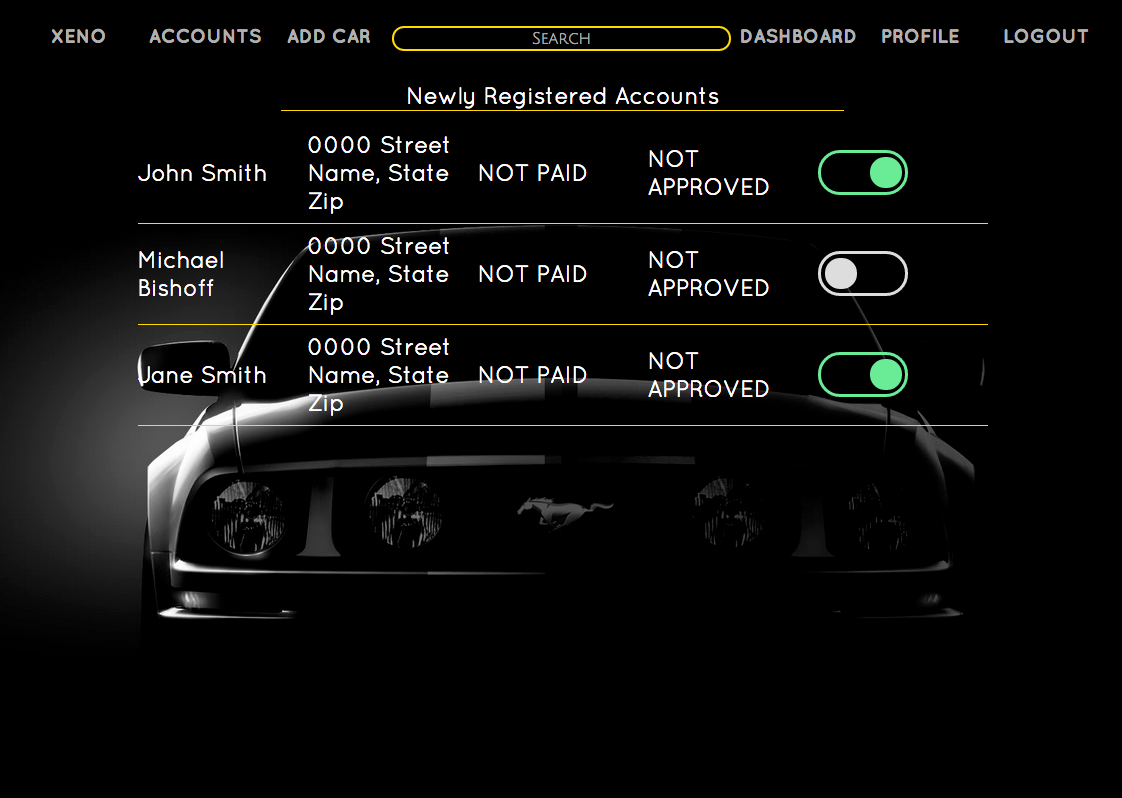 XENO ACCOUNTS ADD CAR SEARCH DASHBOARD PROFILE LOGOUT
Newly Registered Accounts
John Smith
0000 Street
Name, State
Zip
NOT PAID
NOT
APPROVED
Michael
Bishoff
0000 Street
Name, State
Zip
NOT PAID
NOT
APPROVED
Jane Smith
0000 Street
Name, State
Zip
NOT PAID
NOT
APPROVED